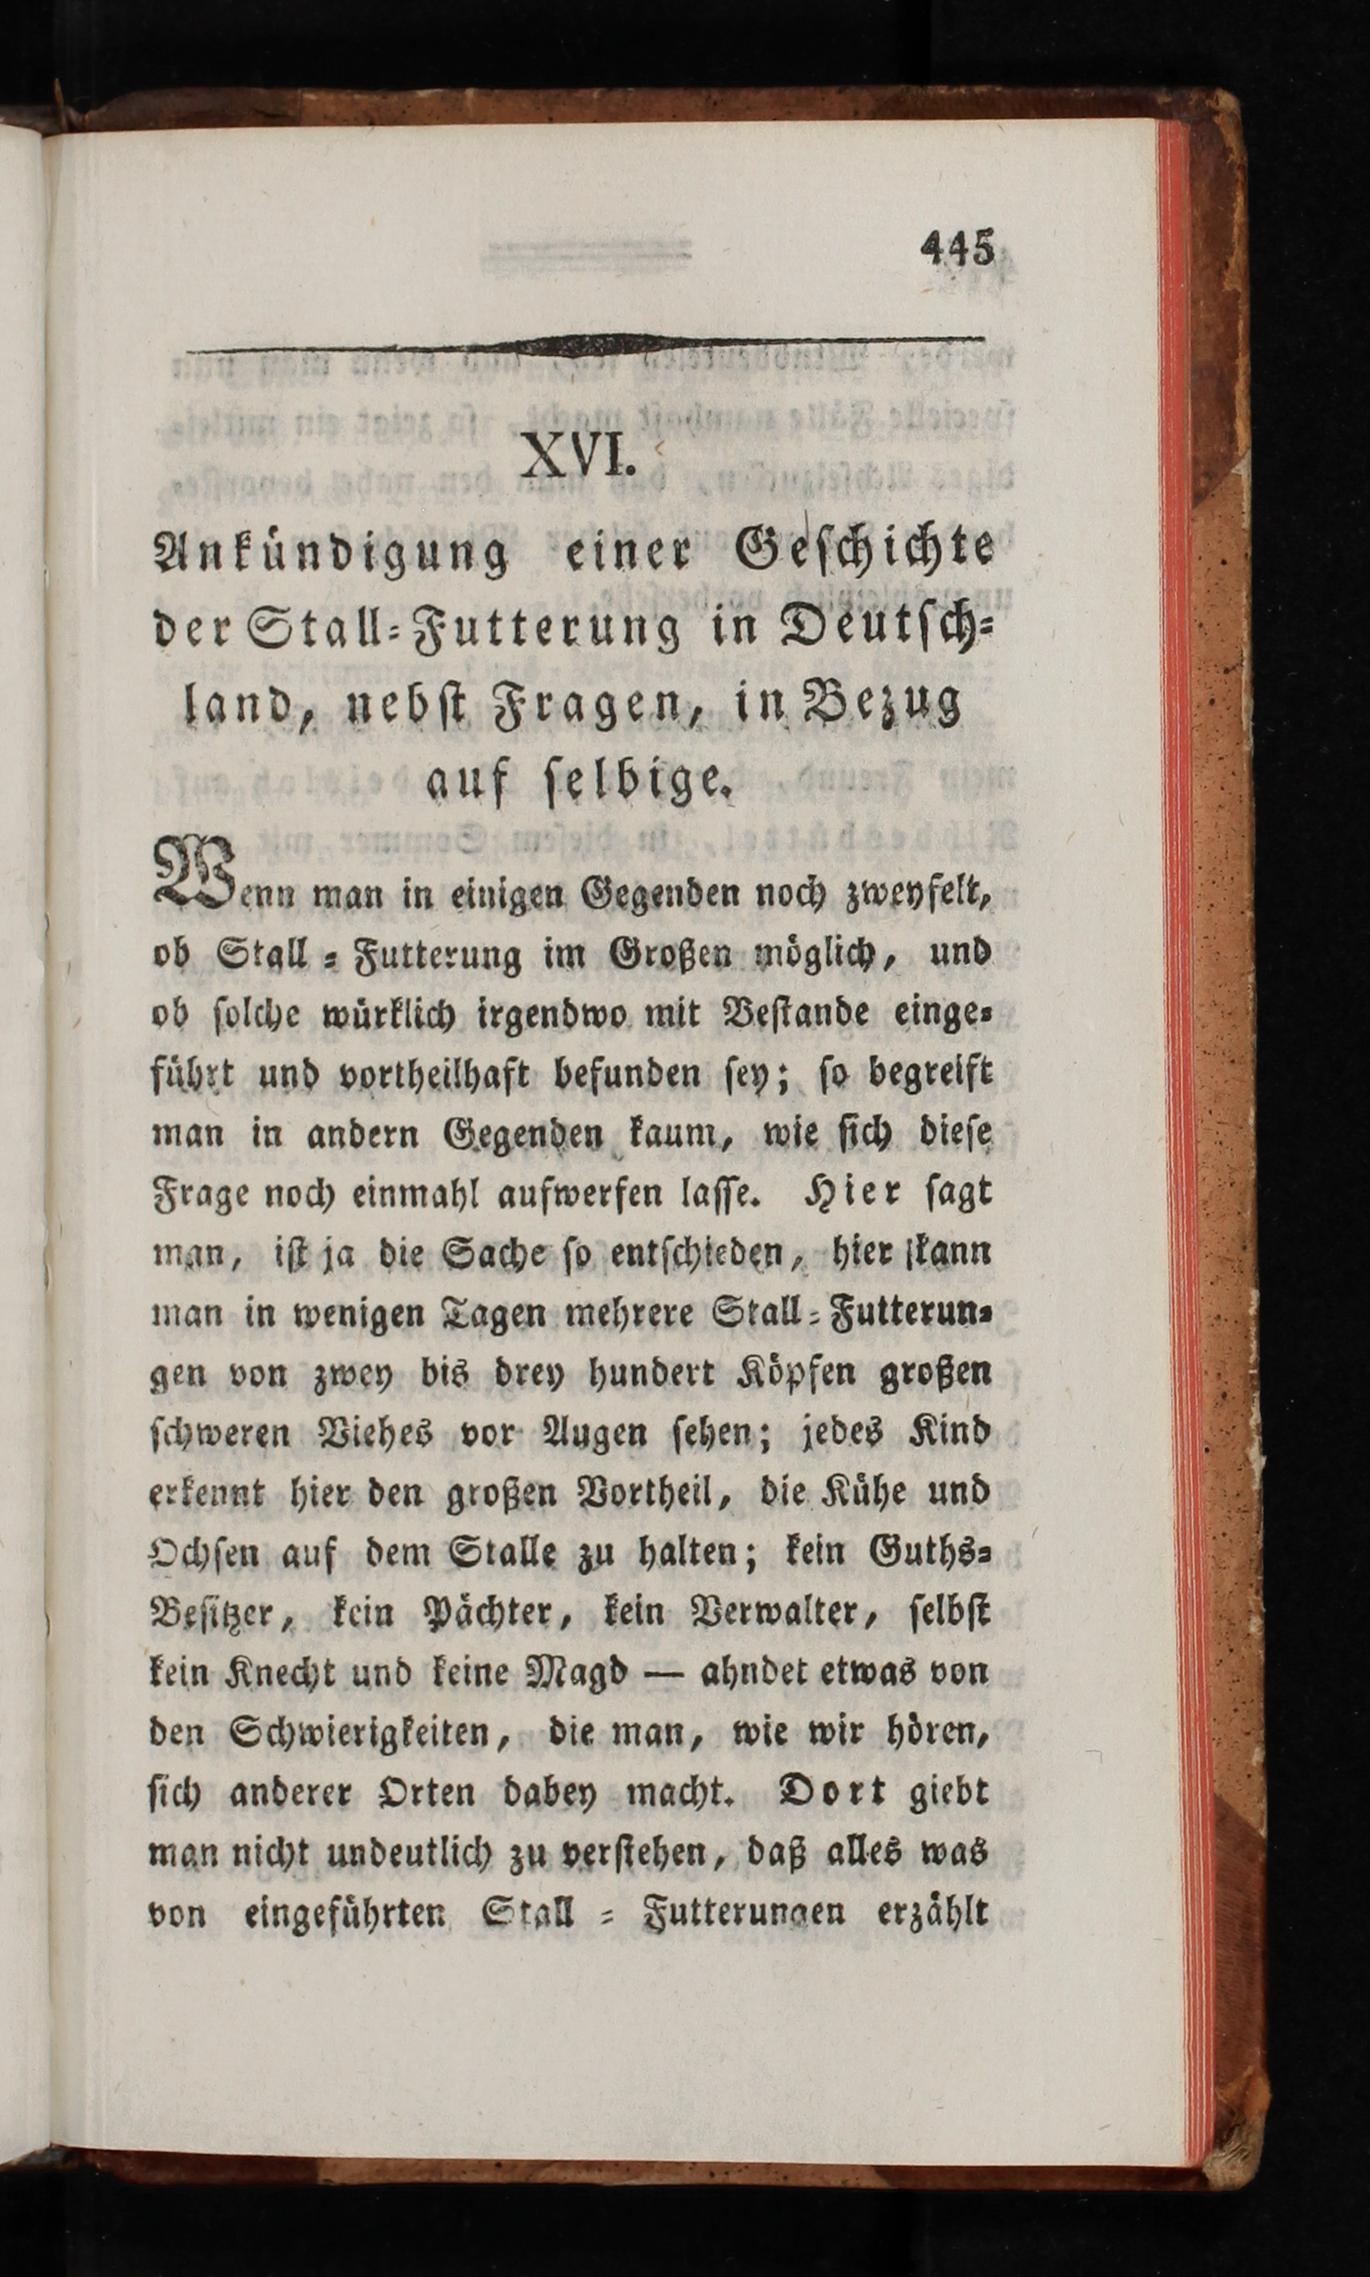 445
XVI.
Ankündigung einer Geschichte
der Stall-Futterung in Deutsch-
land, nebst Fragen, in Bezug
auf selbige.
Wenn man in einigen Gegenden noch zweyfelt,
ob Stall-Futterung im Großen möglich, und
ob solche würklich irgendwo mit Bestande einge-
führt und vortheilhaft befunden sey; so begreift
man in andern Gegenden kaum, wie sich diese
Frage noch einmahl aufwerfen lasse. Hier sagt
man, ist ja die Sache so entschieden, hier kann
man in wenigen Tagen mehrere Stall-Futterun-
gen von zwey bis drey hundert Köpfen großen
schweren Viehes vor Augen sehen; jedes Kind
erkennt hier den großen Vortheil, die Kühe und
Ochsen auf dem Stalle zu halten; kein Guths-
Besitzer, kein Pächter, kein Verwalter, selbst
kein Knecht und keine Magd — ahndet etwas von
den Schwierigkeiten, die man, wie wir hören,
sich anderer Orten dabey macht. Dort giebt
man nicht undeutlich zu verstehen, daß alles was
von eingeführten Stall-Futterungen erzählt